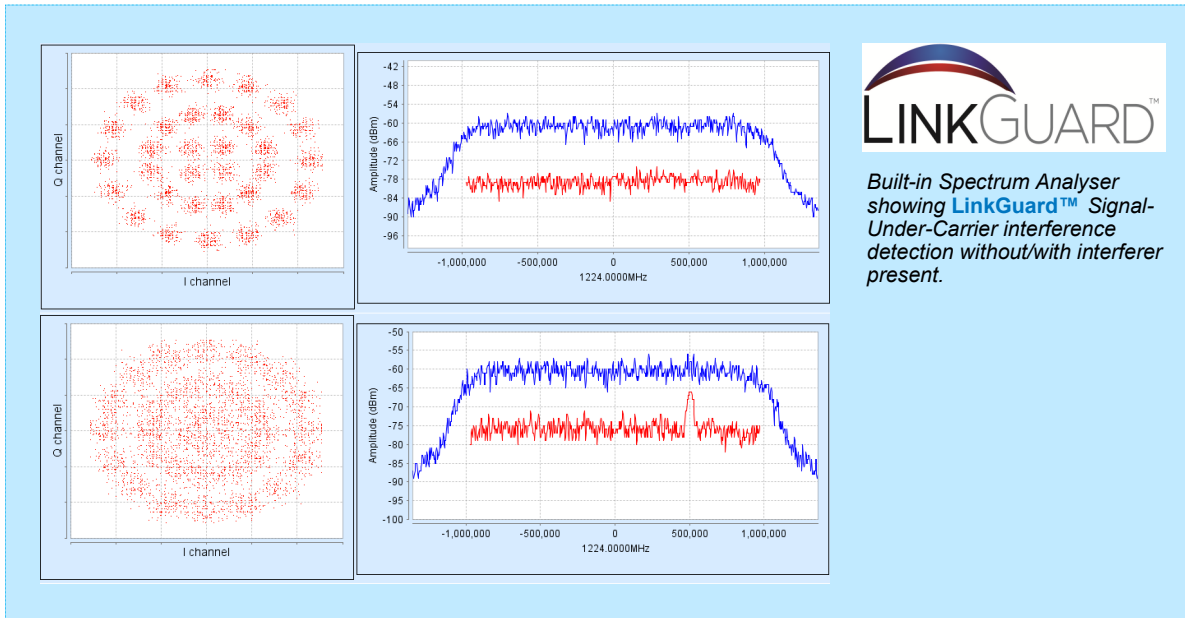 Q channel
I channel
-42
-48
-54
-60
-66
-72
-78
-84
-90
-96
Amplitude (dBm)
-1,000,000 -500,000 0 500,000 1,000,000
1224.0000MHz
LINKGUARD™
Built-in Spectrum Analyser
showing LinkGuard™ Signal-
Under-Carrier interference
detection without/with interferer
present.
Q channel
I channel
-50
-55
-60
-65
-70
-75
-80
-85
-90
-95
-100
Amplitude (dBm)
-1,000,000 -500,000 0 500,000 1,000,000
1224.0000MHz